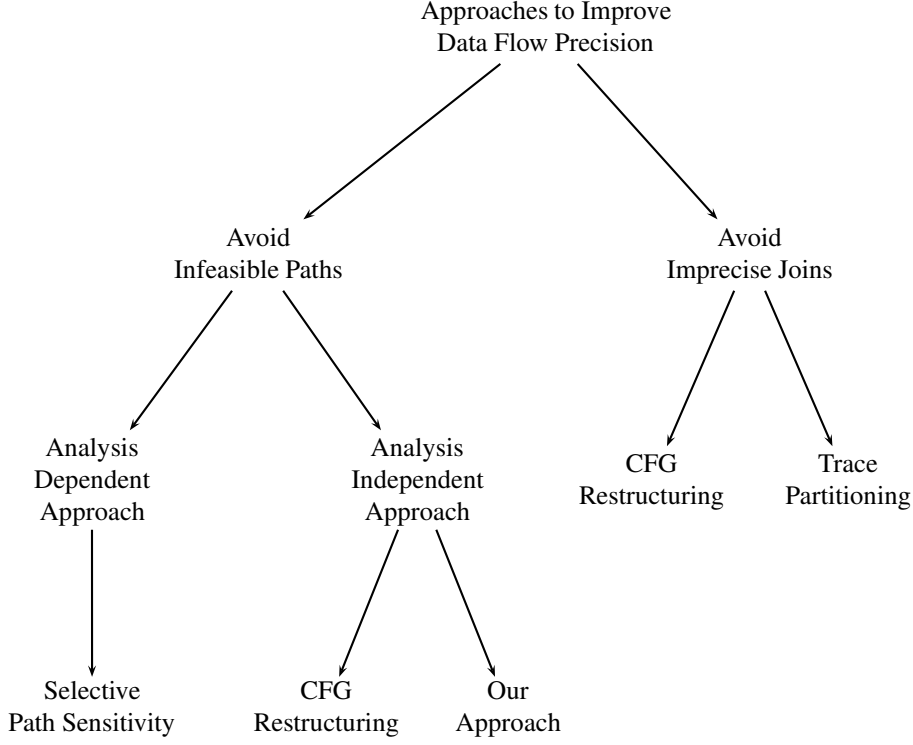 Approaches to Improve
Data Flow Precision
Avoid
Infeasible Paths
Avoid
Imprecise Joins
Analysis
Dependent
Approach
Analysis
Independent
Approach
CFG
Restructuring
Trace
Partitioning
Selective
Path Sensitivity
CFG
Restructuring
Our
Approach